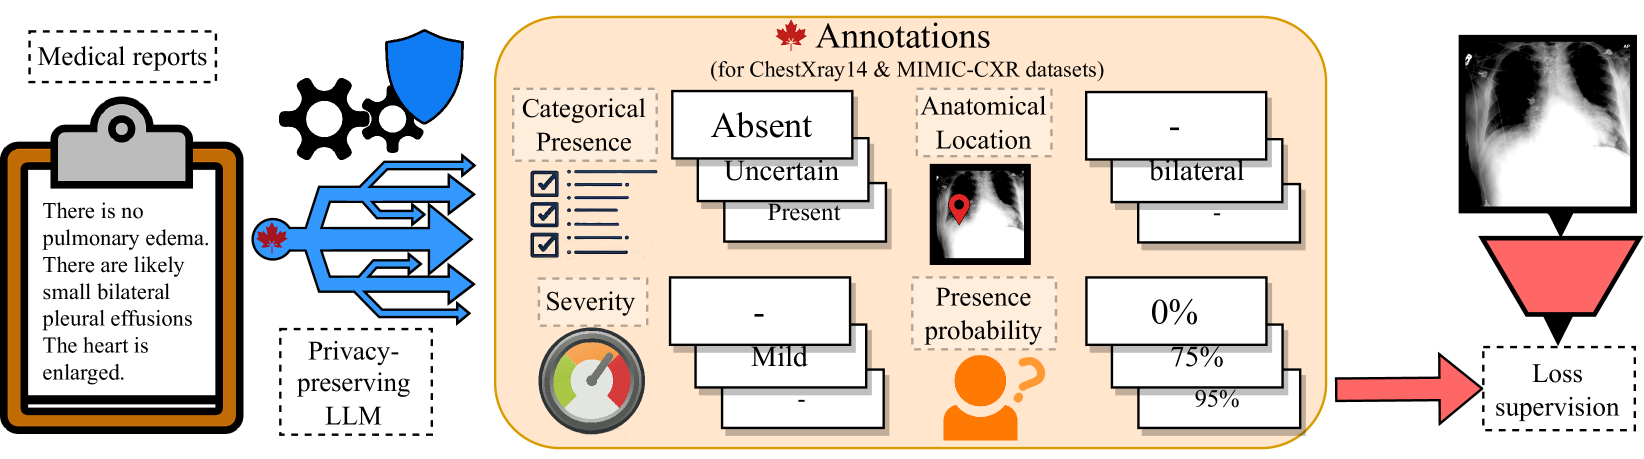 Medical reports
There is no
pulmonary edema.
There are likely
small bilateral
pleural effusions
The heart is
enlarged.
Privacy-
preserving
LLM
Annotations
(for ChestXray14 & MIMIC-CXR datasets)
Categorical
Presence
Absent
Uncertain
Present
Anatomical
Location
-
bilateral
-
Severity
-
Mild
-
Presence
probability
0%
75%
95%
Loss
supervision